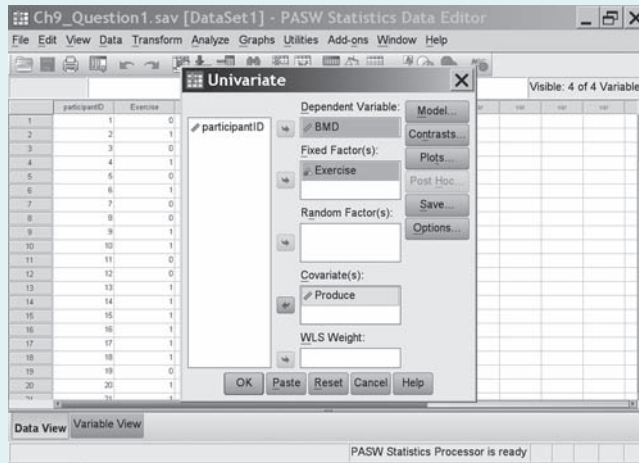 Ch9_Question1.sav [DataSet1] - PASW Statistics Data Editor
File Edit View Data Transform Analyze Graphs Utilities Add-ons Window Help
Visible: 4 of 4 Variable
participantID Exercise var var var
1 1 0
2 2 1
3 3 0
4 4 1
5 5 0
6 6 1
7 7 0
8 8 0
9 9 1
10 10 1
11 11 0
12 12 0
13 13 1
14 14 1
15 15 1
16 16 1
17 17 1
18 18 1
19 19 0
20 20 1
21 21 1
Univariate
participantID
Dependent Variable:
BMD
Fixed Factor(s):
Exercise
Random Factor(s):
Covariate(s):
Produce
WLS Weight:
Model...
Contrasts...
Plots...
Post Hoc...
Save...
Options...
OK Paste Reset Cancel Help
Data View Variable View
PASW Statistics Processor is ready